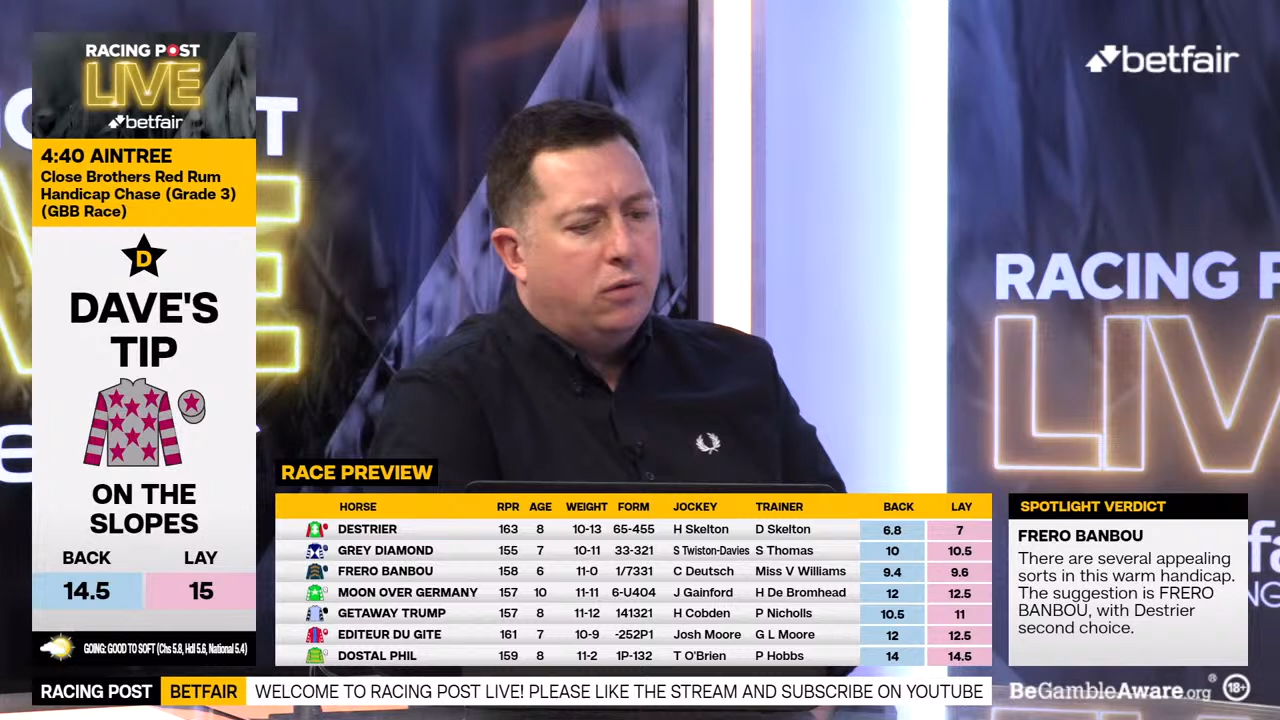 RACING POST
LIVE
betfair
4:40 AINTREE
Close Brothers Red Rum
Handicap Chase (Grade 3)
(GBB Race)
D
DAVE'S
TIP
ON THE
SLOPES
BACK LAY
14.5 15
GOING: GOOD TO SOFT (Chs 5.8, Hdl 5.6, National 5.4)
betfair
RACING P
LIV
RACE PREVIEW
HORSE RPR AGE WEIGHT FORM JOCKEY TRAINER BACK LAY
DESTRIER 163 8 10-13 65-455 H Skelton D Skelton 6.8 7
GREY DIAMOND 155 7 10-11 33-321 S Twiston-Davies S Thomas 10 10.5
FRERO BANBOU 158 6 11-0 1/7331 C Deutsch Miss V Williams 9.4 9.6
MOON OVER GERMANY 157 10 11-11 6-U404 J Gainford H De Bromhead 12 12.5
GETAWAY TRUMP 157 8 11-12 141321 H Cobden P Nicholls 10.5 11
EDITEUR DU GITE 161 7 10-9 -252P1 Josh Moore G L Moore 12 12.5
DOSTAL PHIL 159 8 11-2 1P-132 T O'Brien P Hobbs 14 14.5
SPOTLIGHT VERDICT
FRERO BANBOU
There are several appealing
sorts in this warm handicap.
The suggestion is FRERO
BANBOU, with Destrier
second choice.
RACING POST BETFAIR WELCOME TO RACING POST LIVE! PLEASE LIKE THE STREAM AND SUBSCRIBE ON YOUTUBE
BeGambleAware.org® 18+